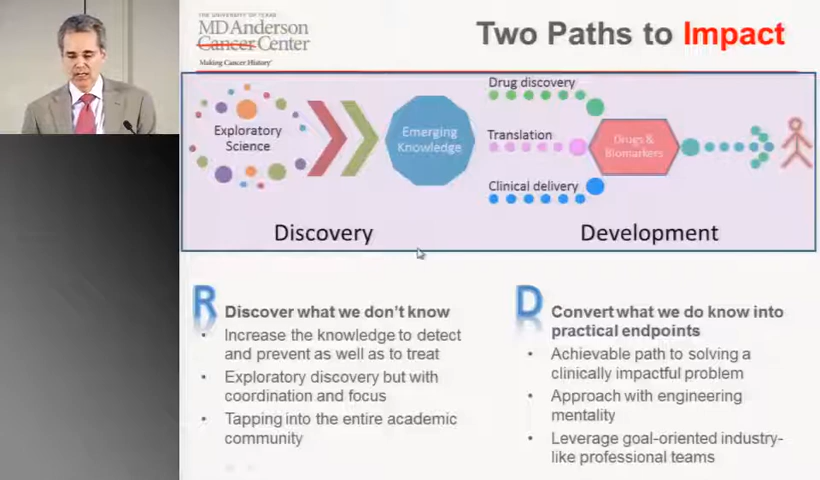 THE UNIVERSITY OF TEXAS
MD Anderson
Cancer Center
Making Cancer History®
Two Paths to Impact
Exploratory
Science
Emerging
Knowledge
Drug discovery
Translation
Clinical delivery
Drugs &
Biomarkers
Discovery
Development
R
Discover what we don't know
• Increase the knowledge to detect
and prevent as well as to treat
• Exploratory discovery but with
coordination and focus
• Tapping into the entire academic
community
D
Convert what we do know into
practical endpoints
• Achievable path to solving a
clinically impactful problem
• Approach with engineering
mentality
• Leverage goal-oriented industry-
like professional teams